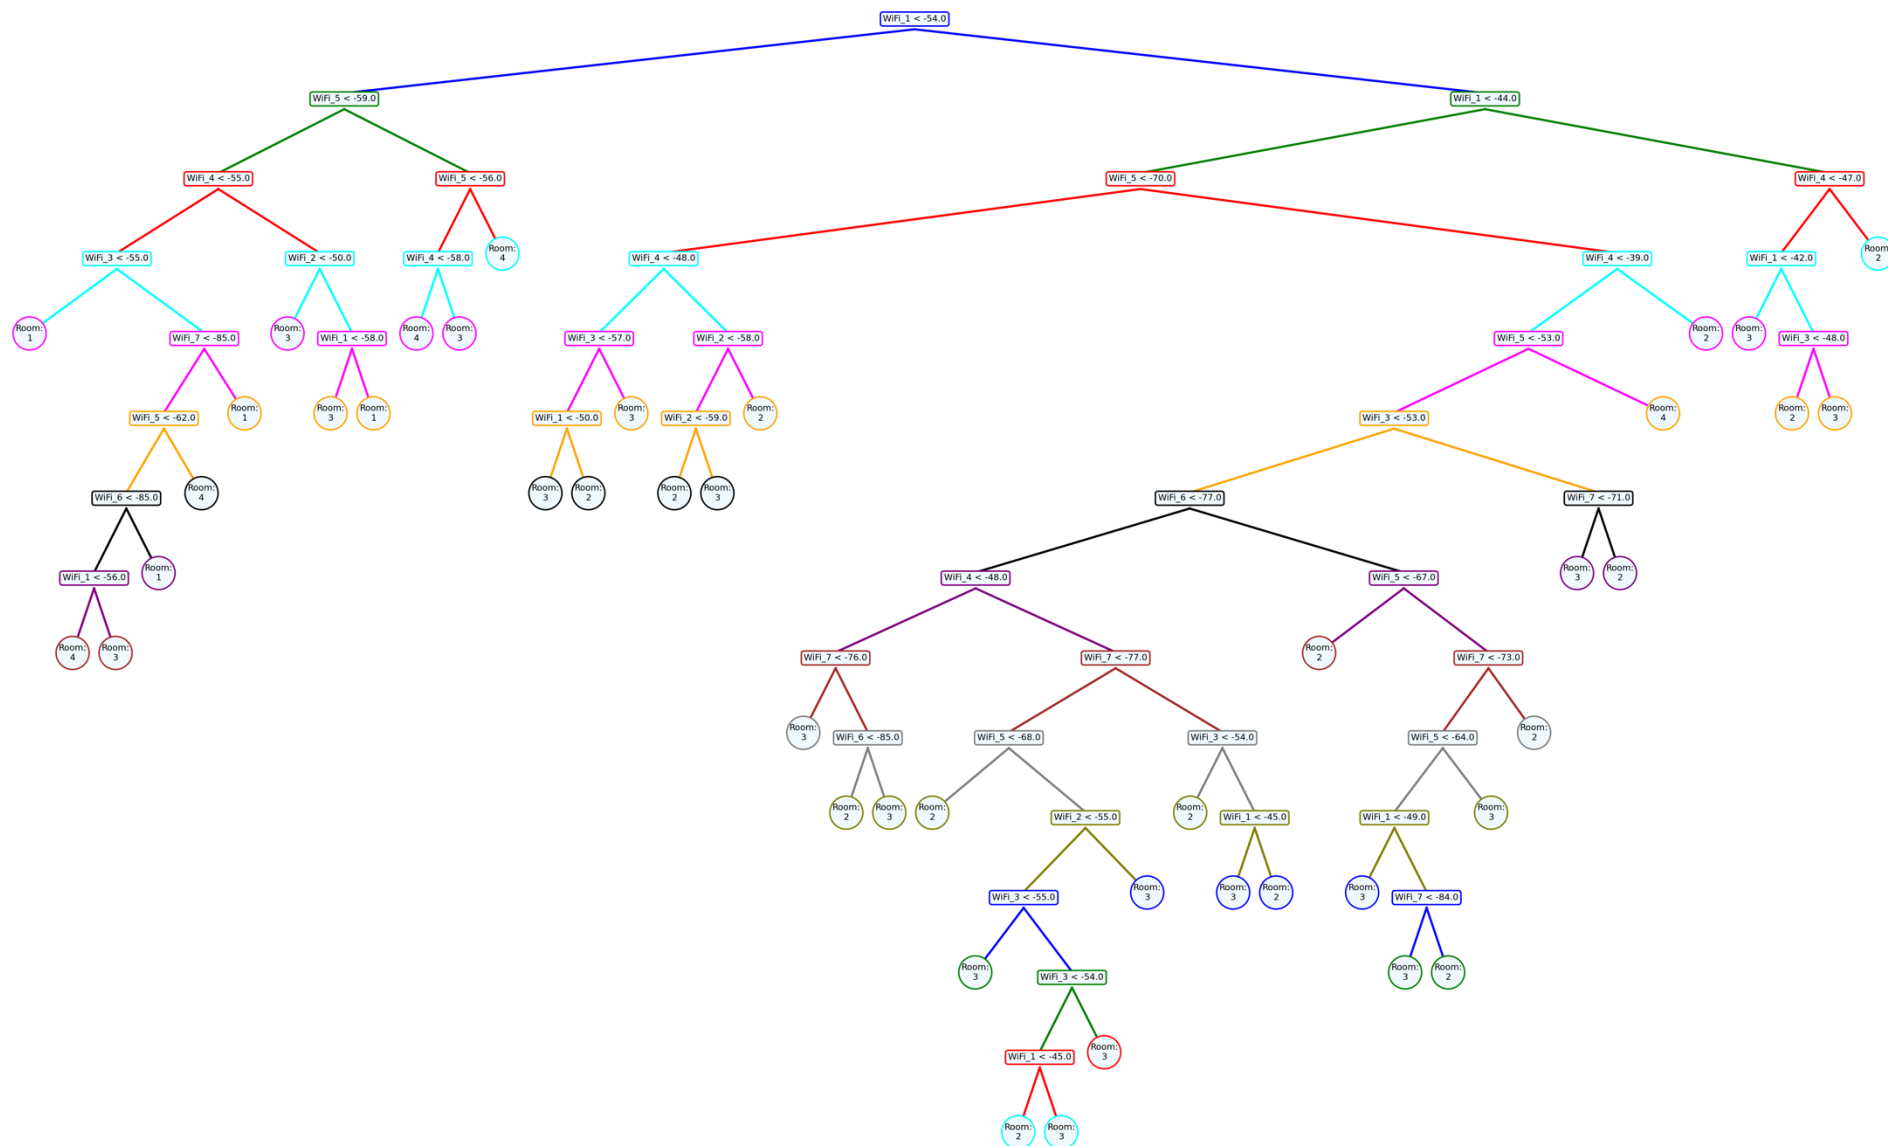 WiFi_1 < -54.0
WiFi_5 < -59.0
WiFi_1 < -44.0
WiFi_4 < -55.0
WiFi_5 < -56.0
WiFi_5 < -70.0
WiFi_4 < -47.0
WiFi_3 < -55.0
WiFi_2 < -50.0
WiFi_4 < -58.0
Room:
4
WiFi_4 < -48.0
WiFi_4 < -39.0
WiFi_1 < -42.0
Room:
2
Room:
1
WiFi_7 < -85.0
Room:
3
WiFi_1 < -58.0
Room:
4
Room:
3
WiFi_3 < -57.0
WiFi_2 < -58.0
WiFi_5 < -53.0
Room:
2
Room:
3
WiFi_3 < -48.0
WiFi_5 < -62.0
Room:
1
Room:
3
Room:
1
WiFi_1 < -50.0
Room:
3
WiFi_2 < -59.0
Room:
2
WiFi_3 < -53.0
Room:
4
Room:
2
Room:
3
WiFi_6 < -85.0
Room:
4
Room:
3
Room:
2
Room:
2
Room:
3
WiFi_6 < -77.0
WiFi_7 < -71.0
WiFi_1 < -56.0
Room:
1
WiFi_4 < -48.0
WiFi_5 < -67.0
Room:
3
Room:
2
Room:
4
Room:
3
WiFi_7 < -76.0
WiFi_7 < -77.0
Room:
2
WiFi_7 < -73.0
Room:
3
WiFi_6 < -85.0
WiFi_5 < -68.0
WiFi_3 < -54.0
WiFi_5 < -64.0
Room:
2
Room:
2
Room:
3
Room:
2
WiFi_2 < -55.0
Room:
2
WiFi_1 < -45.0
WiFi_1 < -49.0
Room:
3
WiFi_3 < -55.0
Room:
3
Room:
3
Room:
2
Room:
3
WiFi_7 < -84.0
Room:
3
WiFi_3 < -54.0
Room:
3
Room:
2
WiFi_1 < -45.0
Room:
3
Room:
2
Room:
3